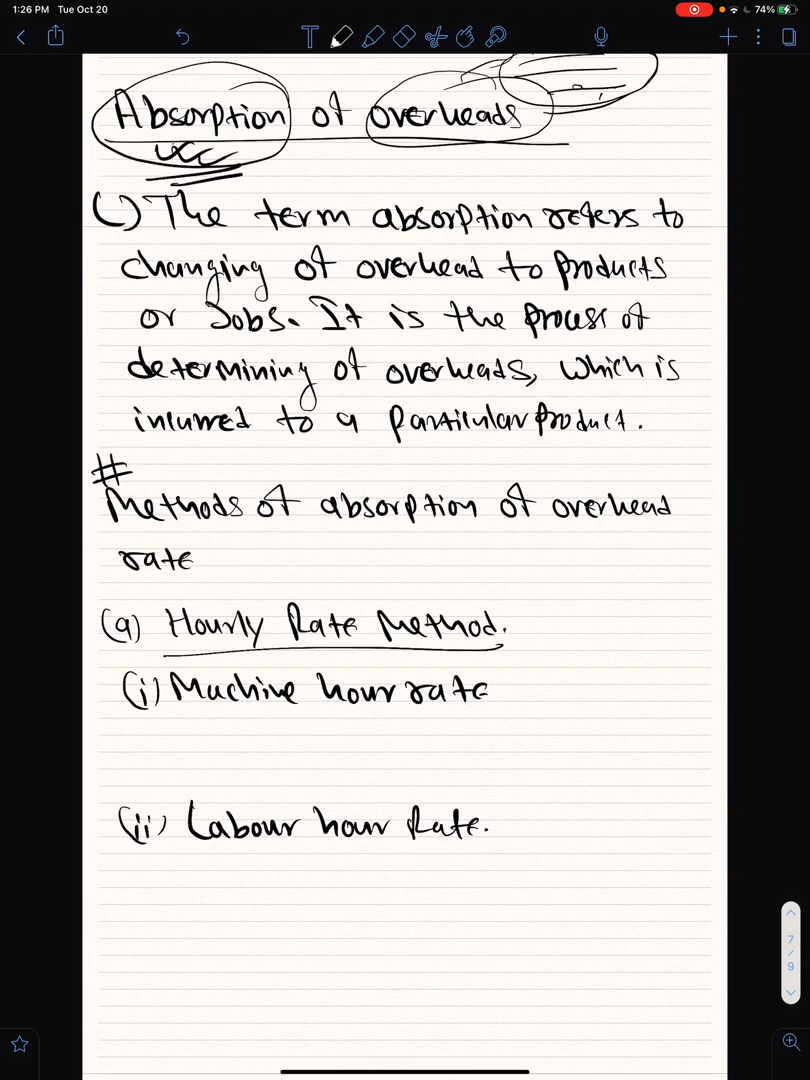 1:26 PM Tue Oct 20
74%
T
Absorption of overheads
The term absorption refers to
changing of overhead to products
or Jobs. It is the process of
determining of overheads, which is
incurred to a particular product.
#
Methods of absorption of overhead
rate
(a) Hourly Rate Method.
(i) Machine hour rate
(ii) Labour hour Rate.
7
/
9